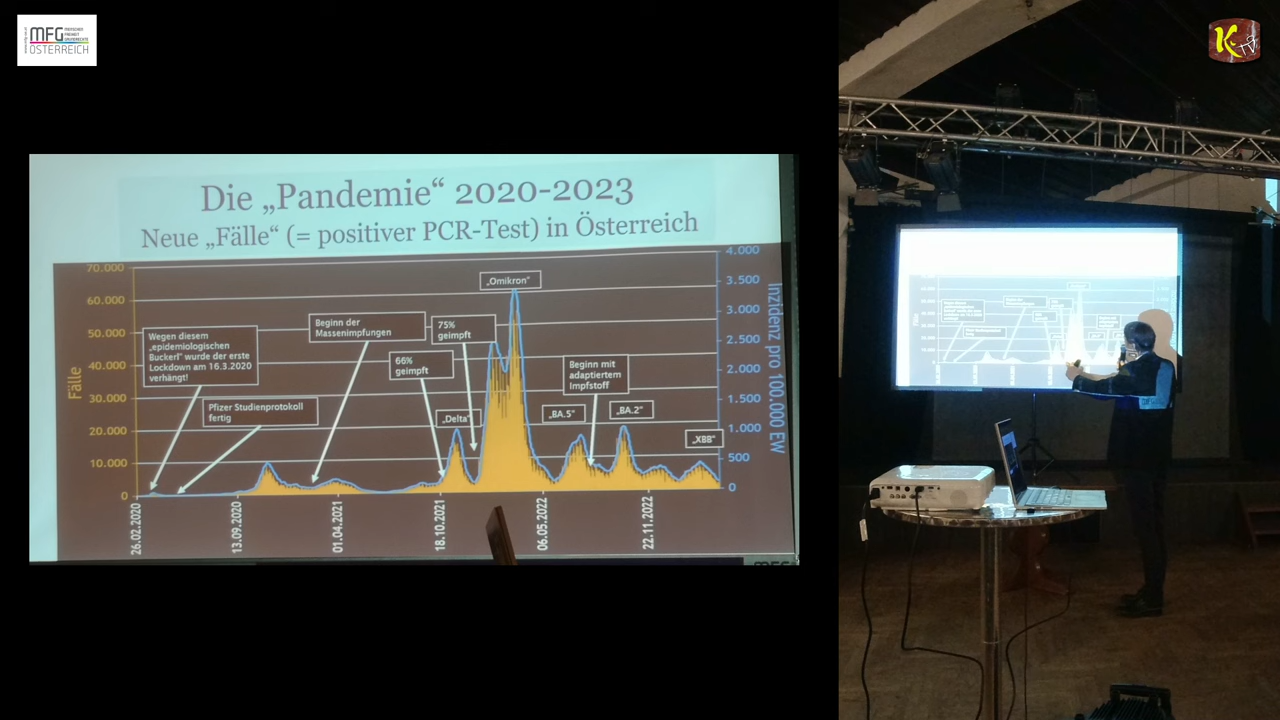 MFG
MENSCHEN
FREIHEIT
GRUNDRECHTE
ÖSTERREICH
K
TV
Die „Pandemie“ 2020-2023
Neue „Fälle“ (= positiver PCR-Test) in Österreich
Fälle
70.000
60.000
50.000
40.000
30.000
20.000
10.000
0
Wegen diesem
„epidemiologischen
Buckerl“ wurde der erste
Lockdown am 16.3.2020
verhängt!
Pfizer Studienprotokoll
fertig
Beginn der
Massenimpfungen
66%
geimpft
75%
geimpft
„Delta“
„Omikron“
Beginn mit
adaptiertem
Impfstoff
„BA.5“
„BA.2“
„XBB“
4.000
3.500
3.000
2.500
2.000
1.500
1.000
500
0
Inzidenz pro 100.000 EW
26.02.2020
13.09.2020
01.04.2021
18.10.2021
06.05.2022
22.11.2022